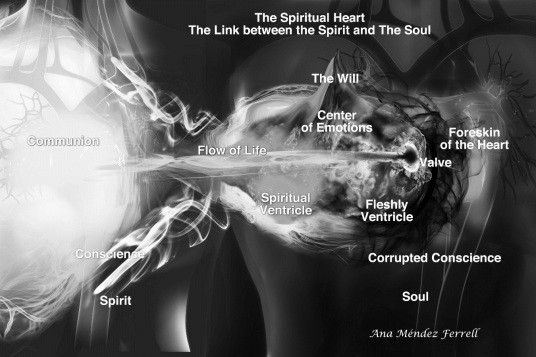 The Spiritual Heart
The Link between the Spirit and The Soul
The Will
Center
of Emotions
Foreskin
of the Heart
Communion
Flow of Life
Valve
Spiritual
Ventricle
Fleshly
Ventricle
Conscience
Corrupted Conscience
Spirit
Soul
Ana Méndez Ferrell